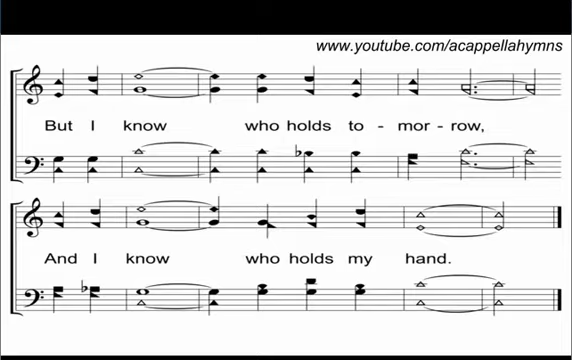 www.youtube.com/acappellahymns
But I know who holds to - mor - row,
And I know who holds my hand.